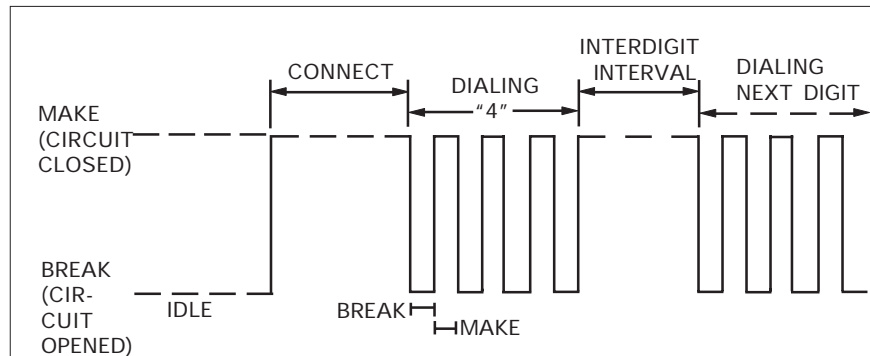 CONNECT
DIALING
"4"
INTERDIGIT
INTERVAL
DIALING
NEXT DIGIT
MAKE
(CIRCUIT
CLOSED)
BREAK
(CIR-
CUIT
OPENED)
IDLE
BREAK
MAKE